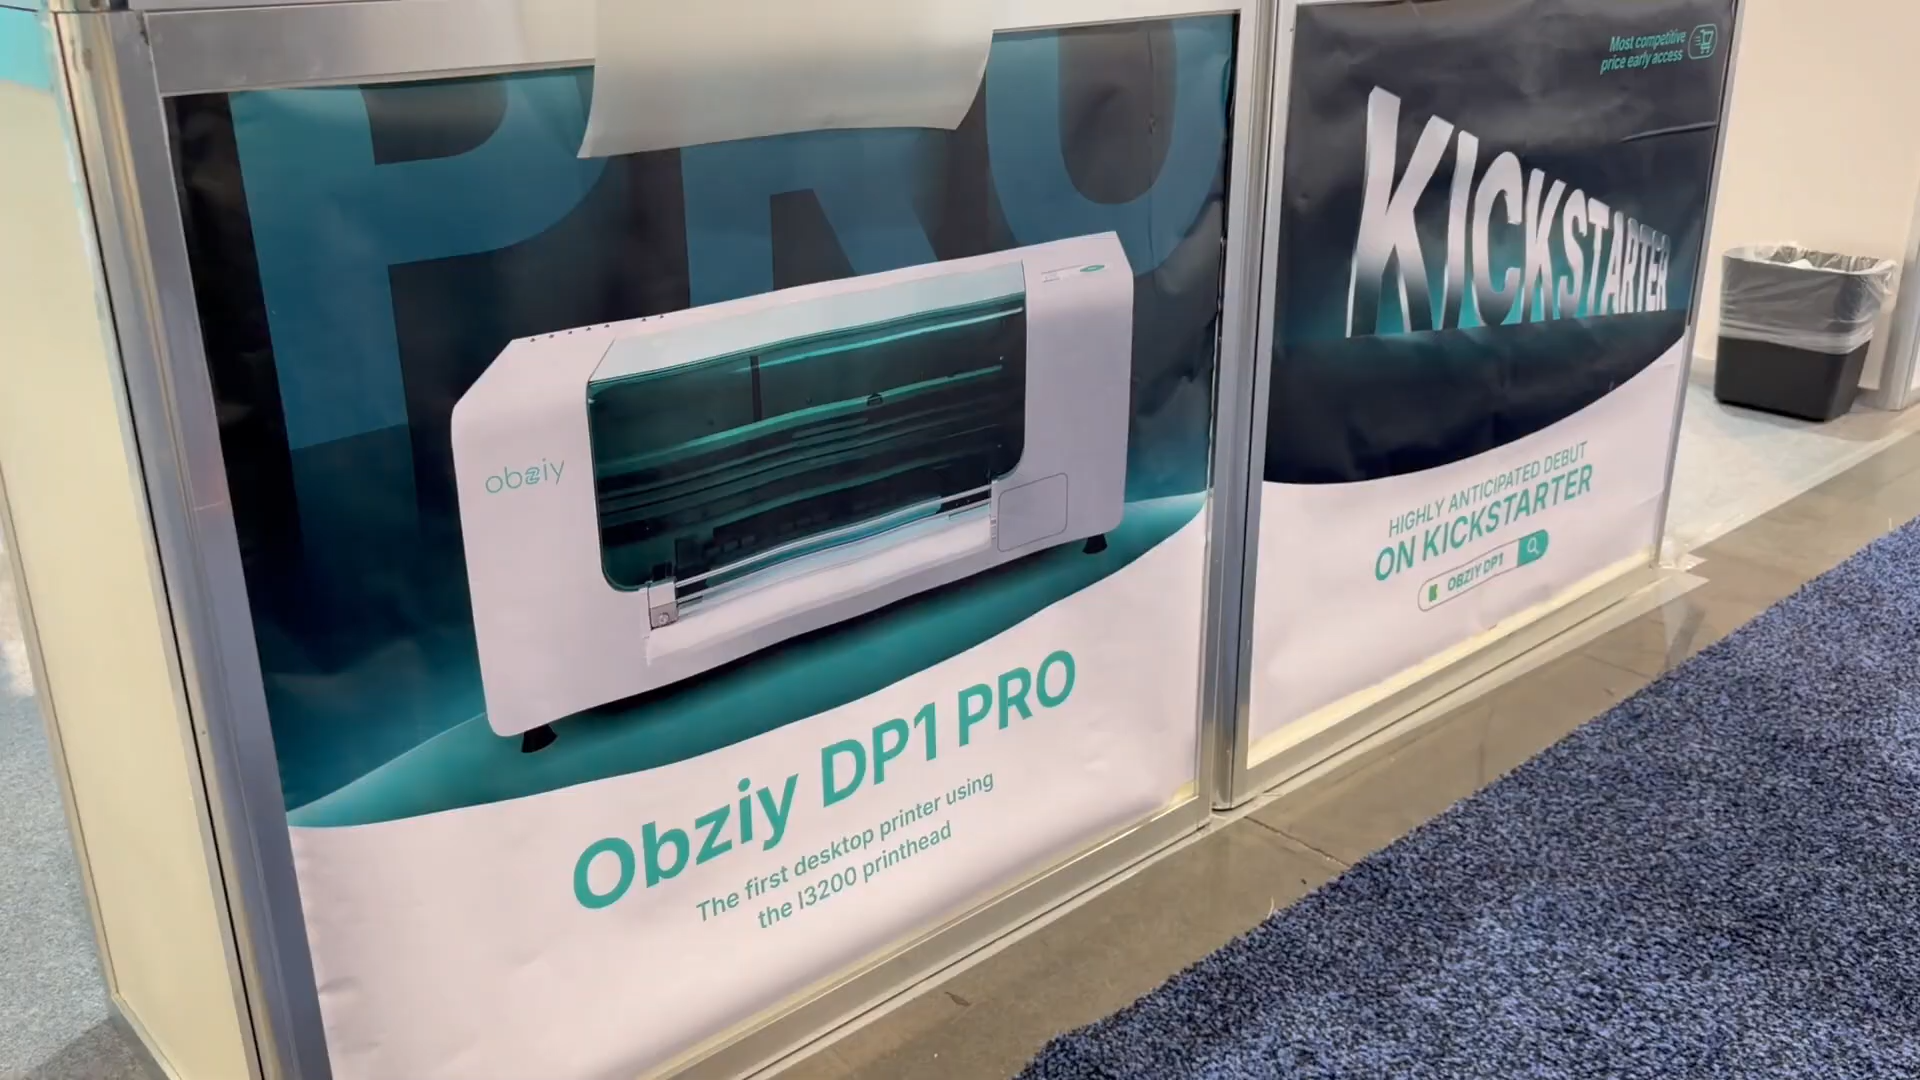 PRO
obziy
Obziy DP1 PRO
The first desktop printer using
the I3200 printhead
Most competitive
price early access
KICKSTARTER
HIGHLY ANTICIPATED DEBUT
ON KICKSTARTER
OBZIY DP1